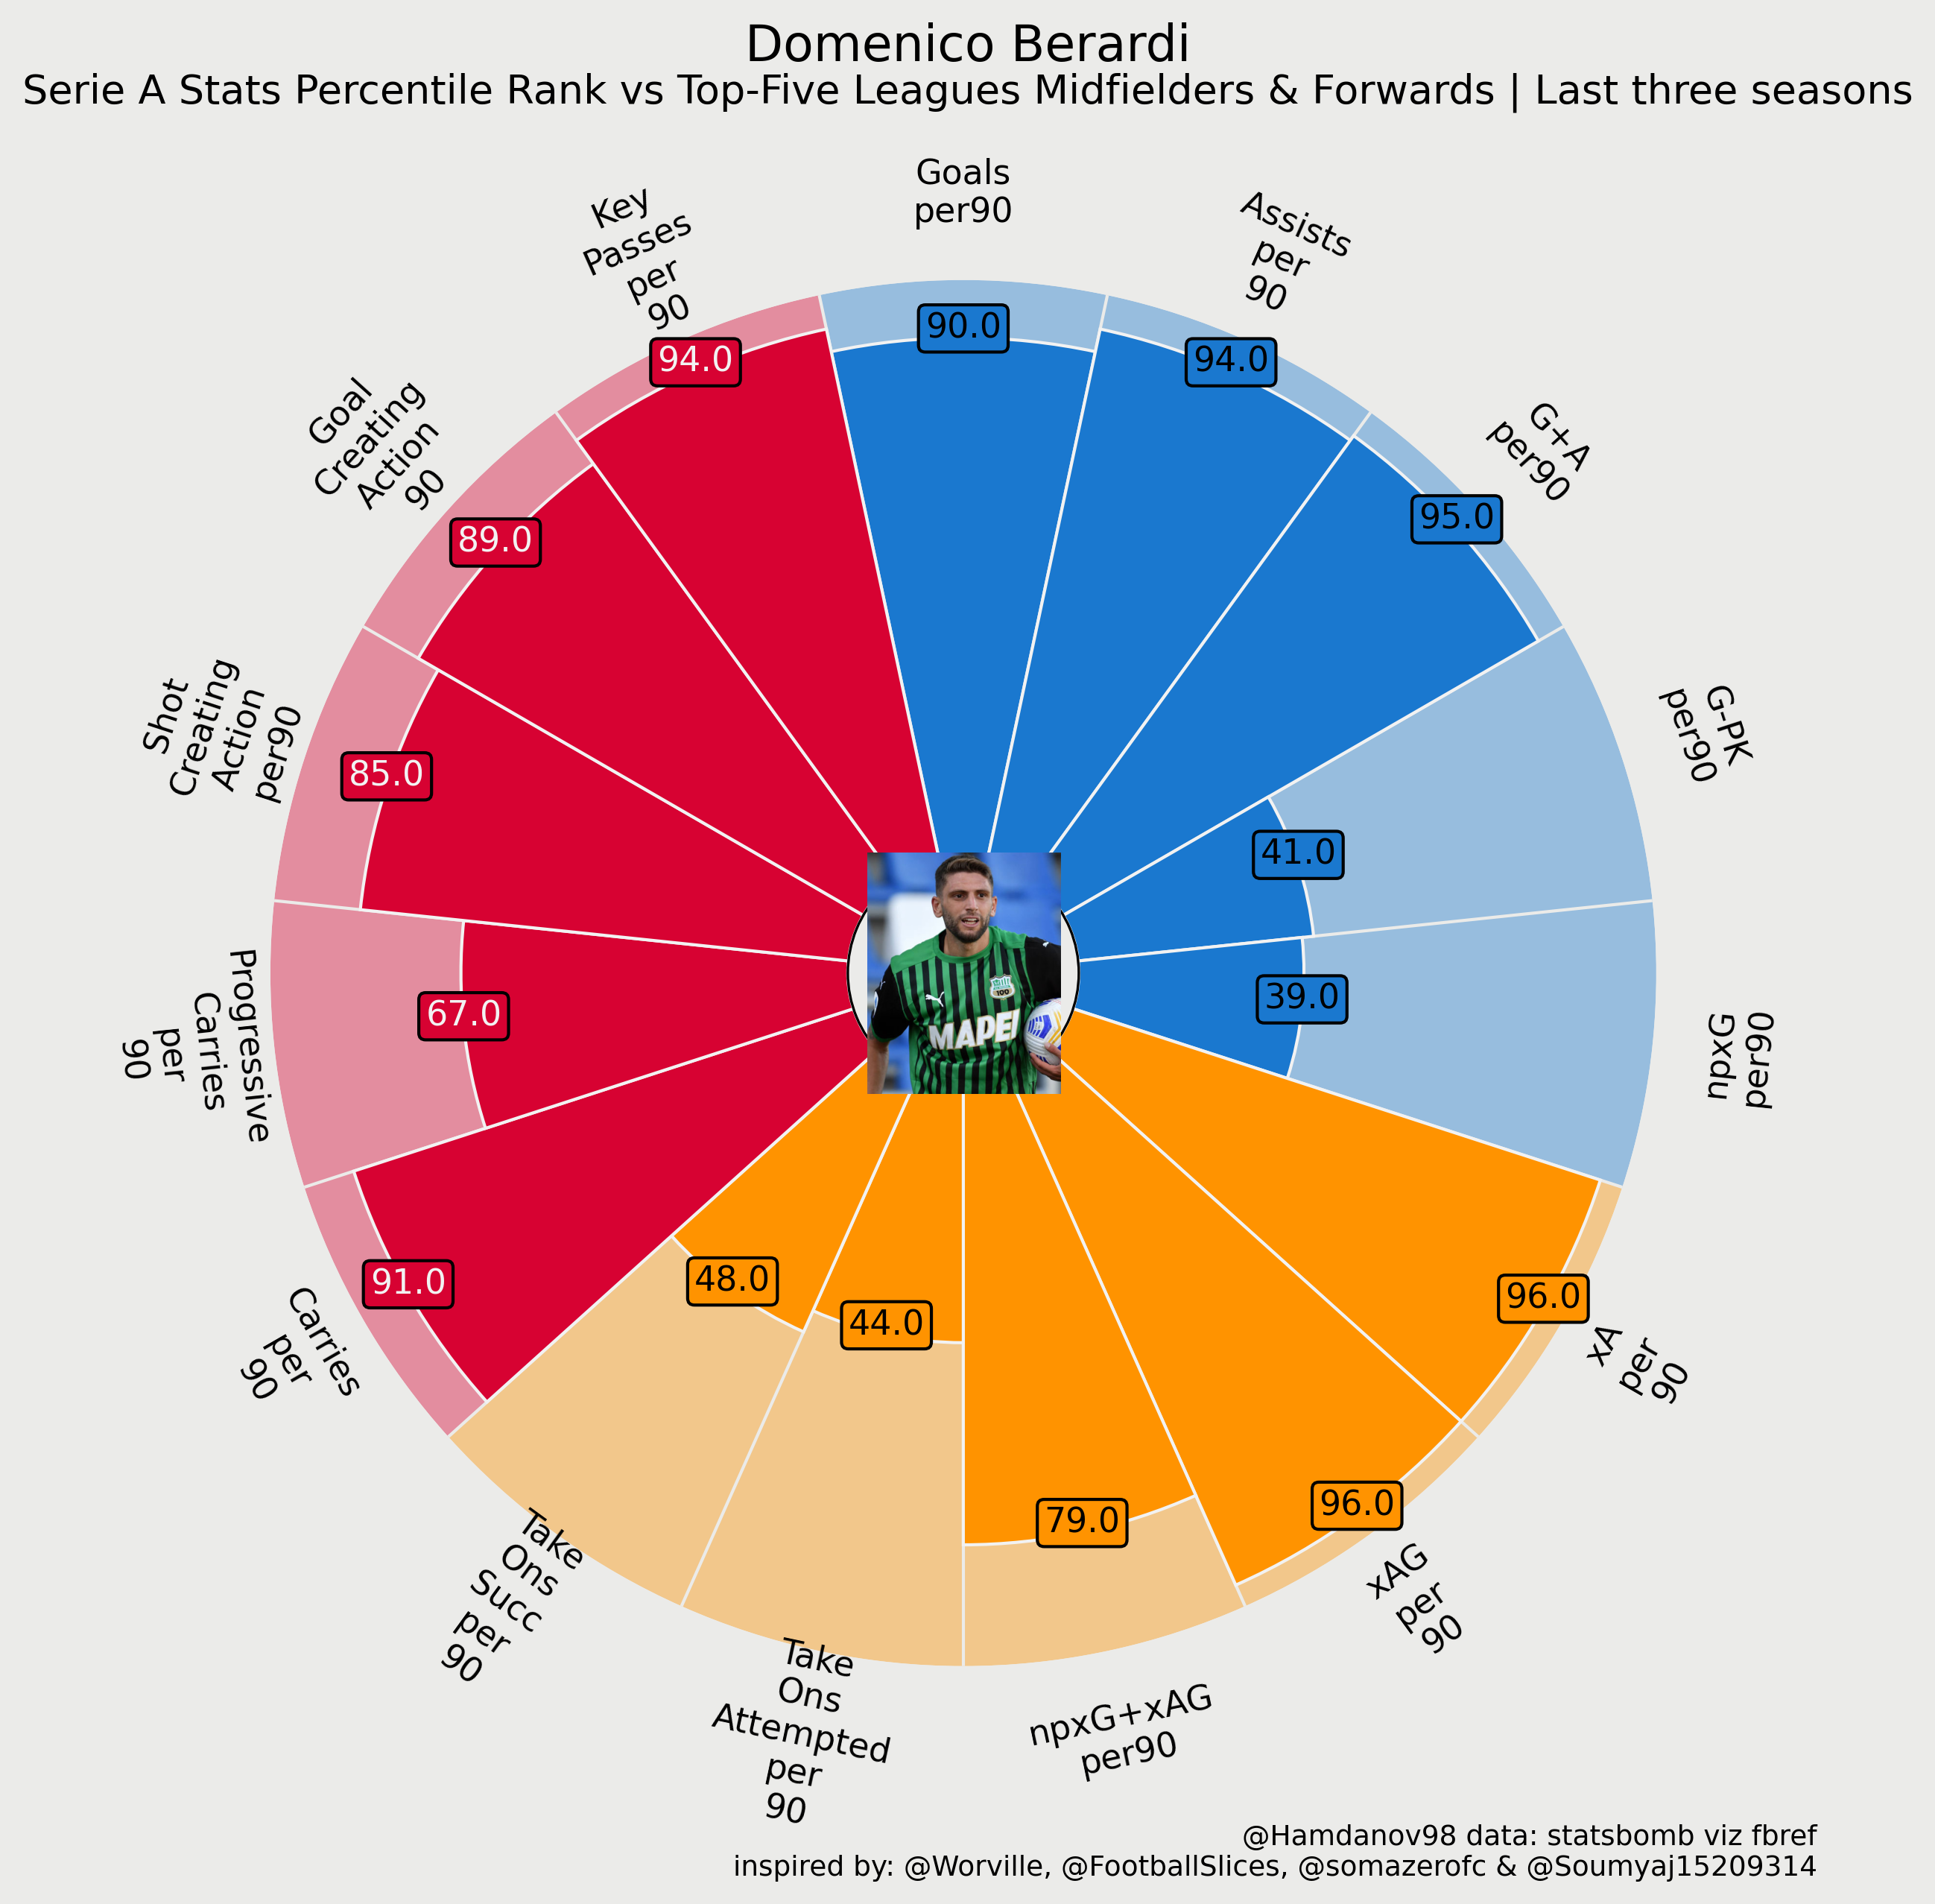 Domenico Berardi
Serie A Stats Percentile Rank vs Top-Five Leagues Midfielders & Forwards | Last three seasons
Goals
per90
90.0
Assists
per
90
94.0
G+A
per90
95.0
G-PK
per90
41.0
npxG
per90
39.0
xA
per
90
96.0
xAG
per
90
96.0
npxG+xAG
per90
79.0
Take
Ons
Attempted
per
90
44.0
Take
Ons
Succ
per
90
48.0
Carries
per
90
91.0
Progressive
Carries
per
90
67.0
Shot
Creating
Action
per90
85.0
Goal
Creating
Action
90
89.0
Key
Passes
per
90
94.0
MAPEI
100
@Hamdanov98 data: statsbomb viz fbref
inspired by: @Worville, @FootballSlices, @somazerofc & @Soumyaj15209314